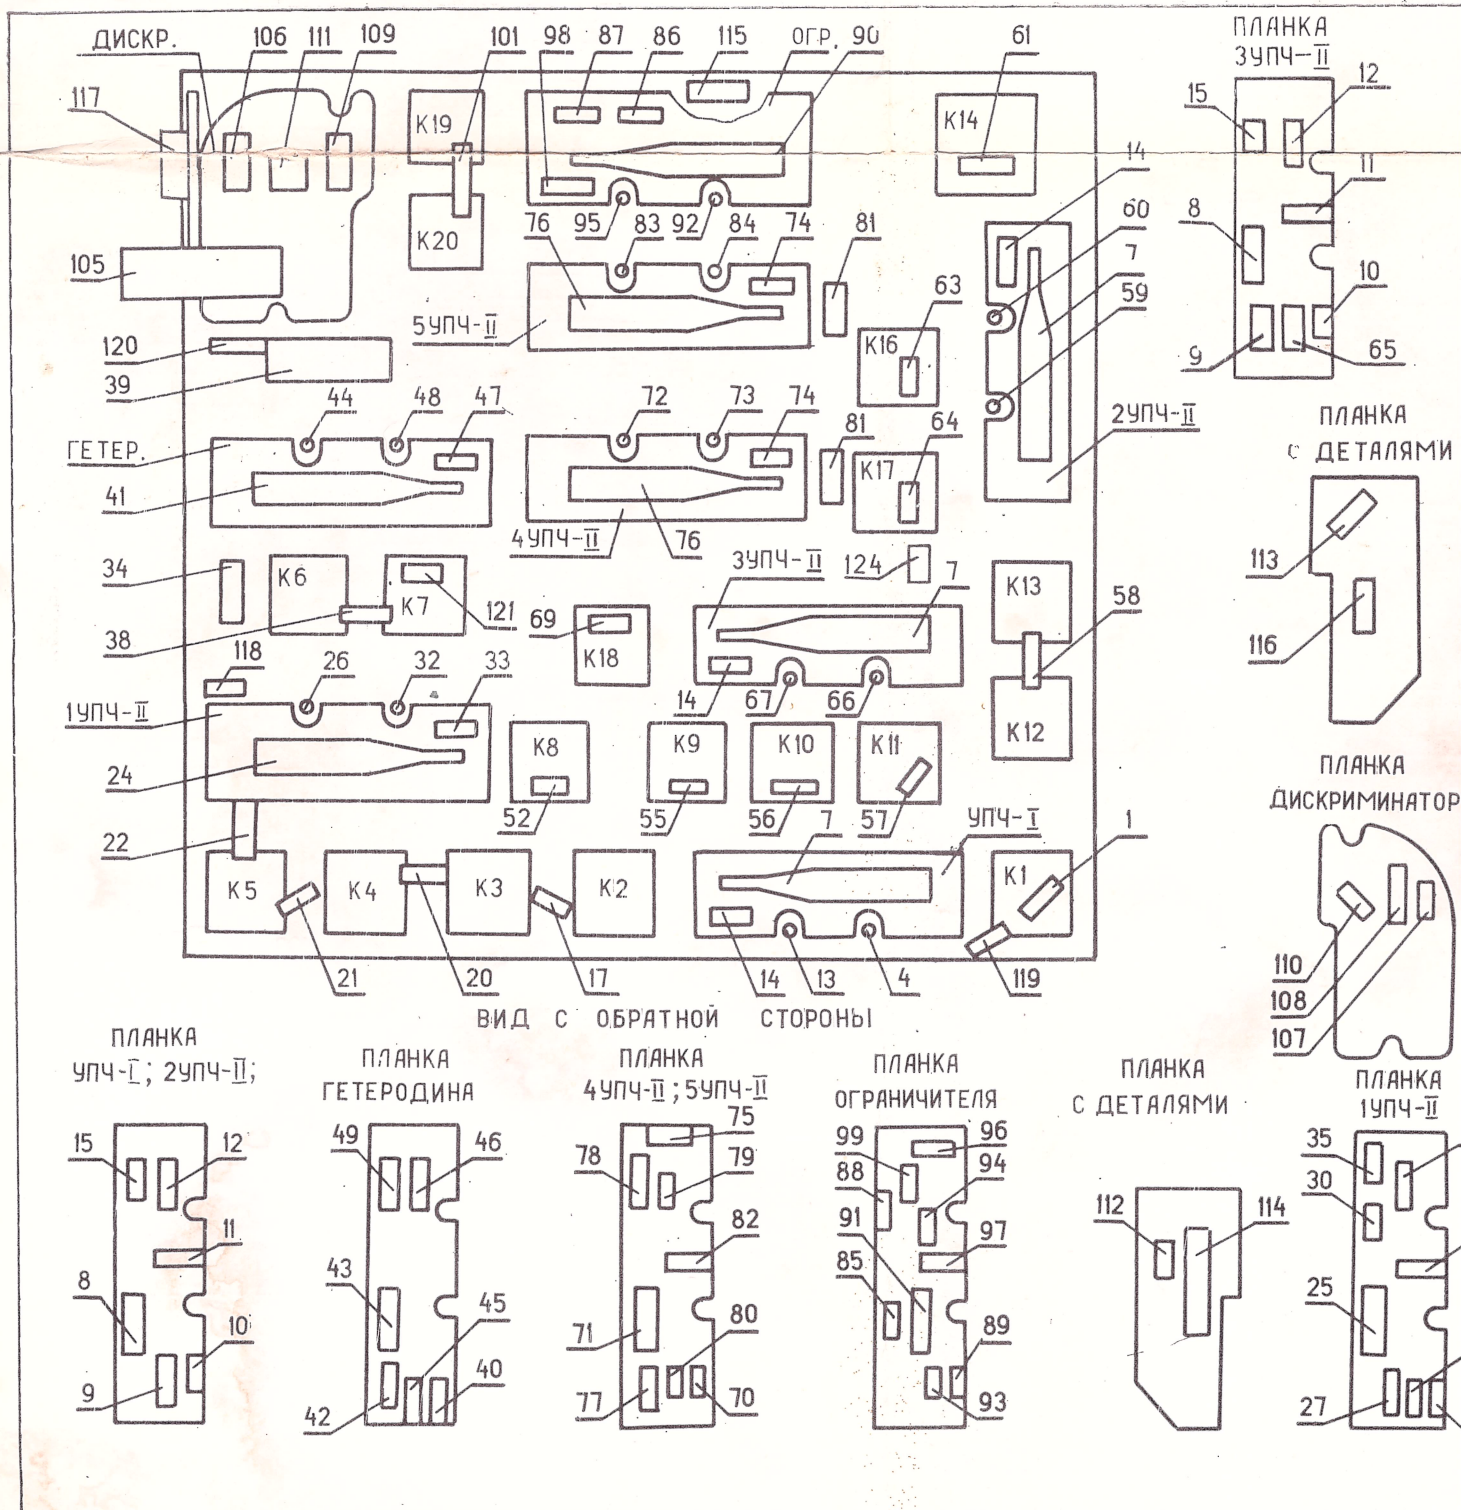 ДИСКР. 106 111 109 101 98 87 86 115 ОГР. 90 61
ПЛАНКА
3УПЧ-II
117
К19
К14
15 12
14
11
95 83 92 84 74 81
60
К20
76
8
7
105
63
59
10
5УПЧ-II
120
К16
9 65
39
44 48 47 72 73 74
81 64
2УПЧ-II
ПЛАНКА
С ДЕТАЛЯМИ
ГЕТЕР.
К17
41
4УПЧ-II 76
3УПЧ-II 124 7
113
34
К6
К7
К13
58
121
69
38
К18
116
118 26 32 33
14 67 66
1УПЧ-II
К8 К9 К10 К11 К12
24
ПЛАНКА
ДИСКРИМИНАТОР
52 55 56 57
УПЧ-I
1
22
7
К5 К4 К3 К2 К1
110
21 20 17 14 13 4 119
108
ВИД С ОБРАТНОЙ СТОРОНЫ
107
ПЛАНКА
УПЧ-I; 2УПЧ-II;
15 12
11
8
10
9
ПЛАНКА
ГЕТЕРОДИНА
49 46
43
45
40
42
ПЛАНКА
4УПЧ-II; 5УПЧ-II
75
78 79
82
80
71
77 70
ПЛАНКА
ОГРАНИЧИТЕЛЯ
99 96
88 94
91 97
85
89
93
ПЛАНКА
С ДЕТАЛЯМИ
112 114
ПЛАНКА
1УПЧ-II
35
30
25
27